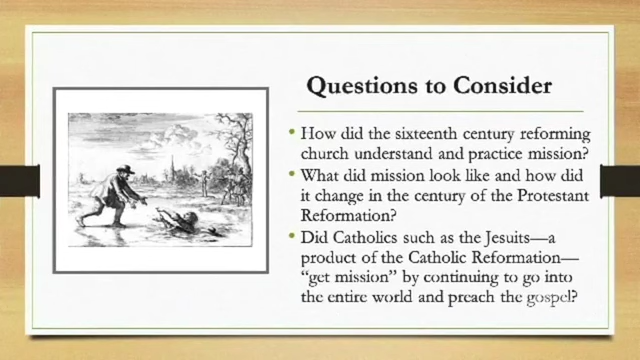 Questions to Consider
• How did the sixteenth century reforming
church understand and practice mission?
• What did mission look like and how did
it change in the century of the Protestant
Reformation?
• Did Catholics such as the Jesuits—a
product of the Catholic Reformation—
“get mission” by continuing to go into
the entire world and preach the gospel?